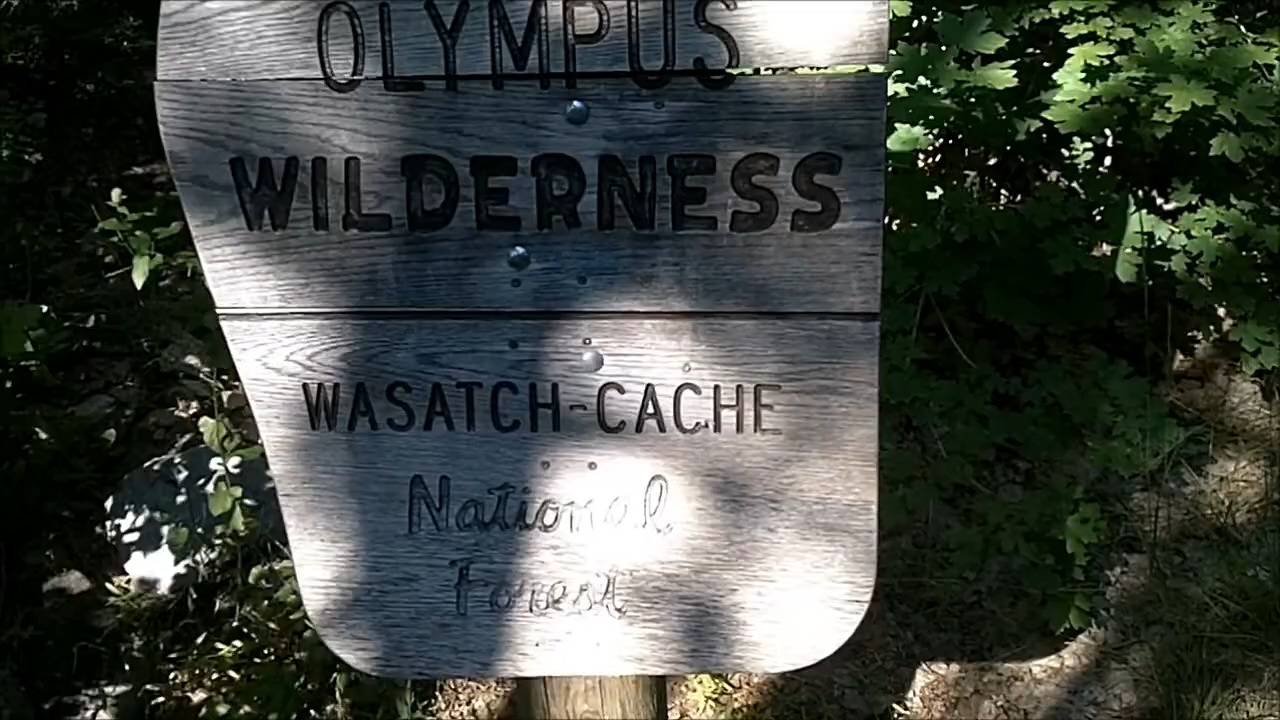 OLYMPUS
WILDERNESS
WASATCH-CACHE
National
Forest